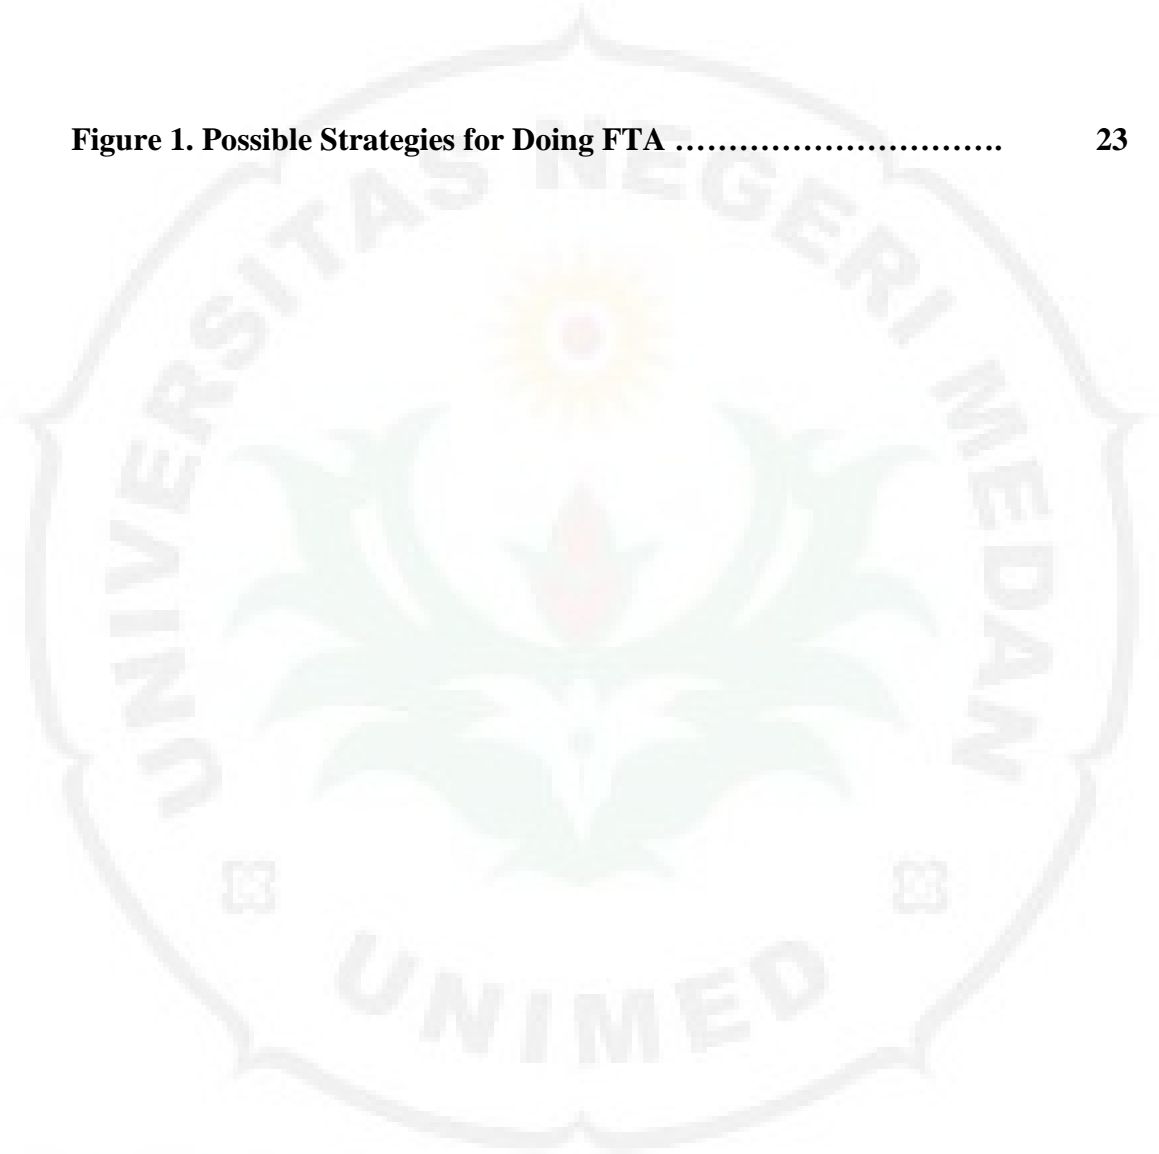 Figure 1. Possible Strategies for Doing FTA ………………………… 23
UNIVERSITAS NEGERI MEDAN
UNIMED